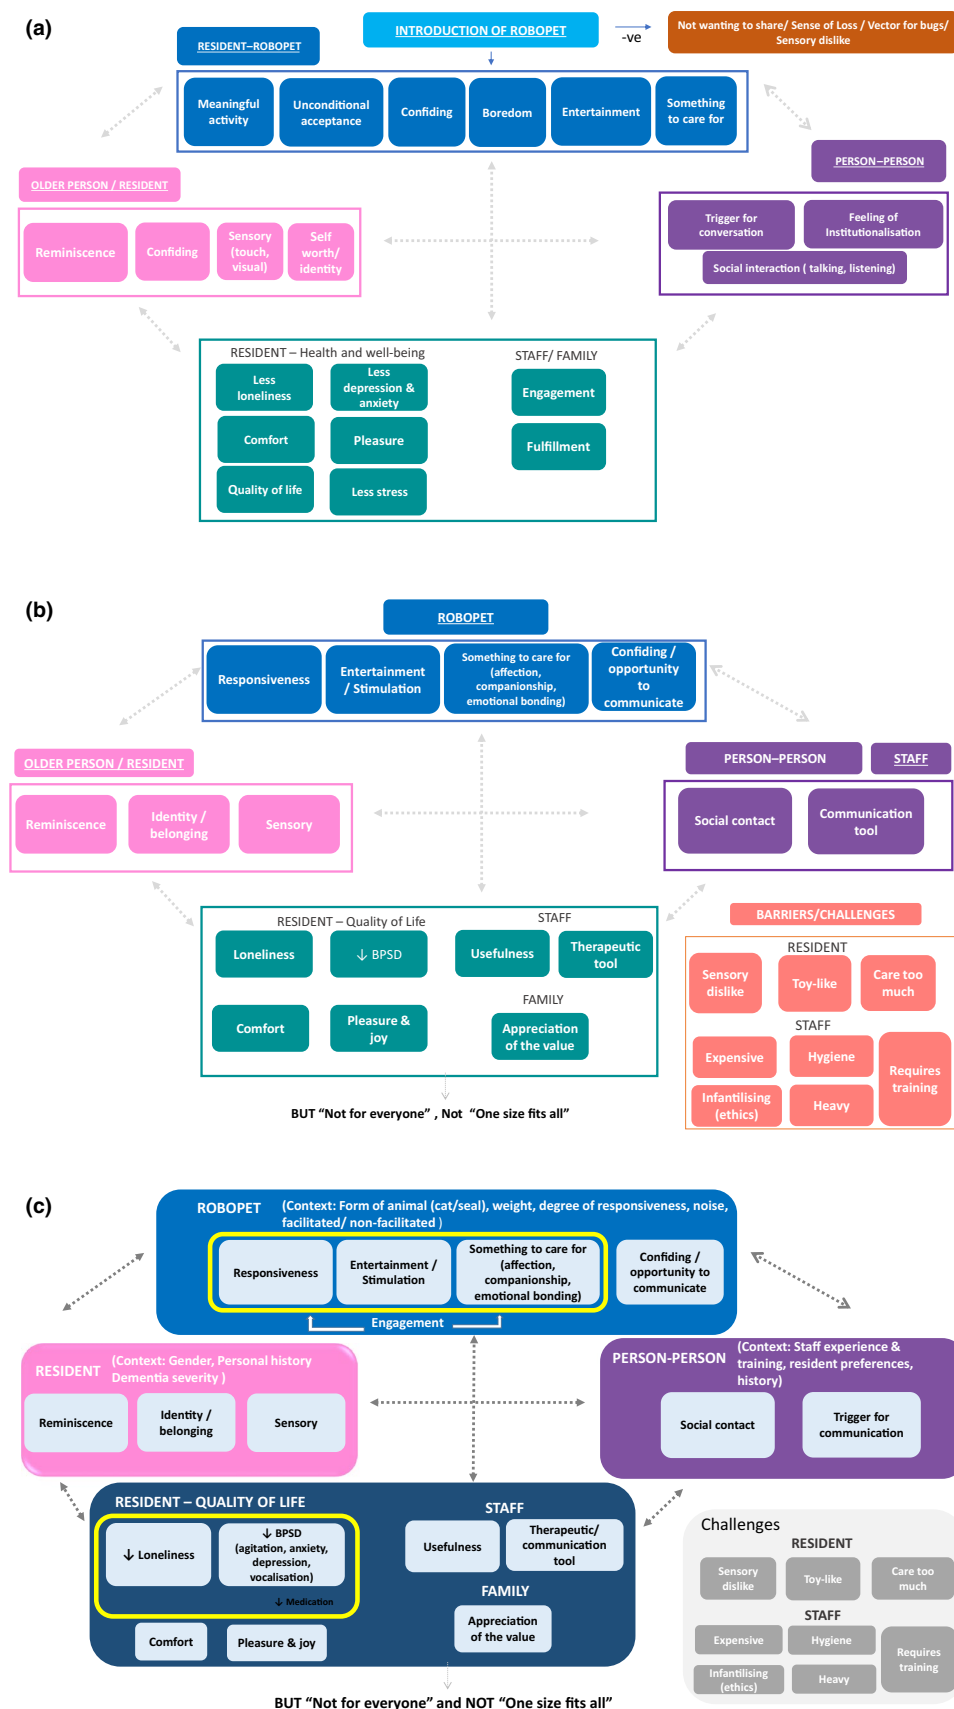 (a)
INTRODUCTION OF ROBOPET
-ve
Not wanting to share/ Sense of Loss / Vector for bugs/
Sensory dislike
RESIDENT–ROBOPET
Meaningful
activity
Unconditional
acceptance
Confiding
Boredom
Entertainment
Something
to care for
OLDER PERSON / RESIDENT
Reminiscence
Confiding
Sensory
(touch,
visual)
Self
worth/
identity
PERSON–PERSON
Trigger for
conversation
Feeling of
Institutionalisation
Social interaction ( talking, listening)
RESIDENT – Health and well-being
Less
loneliness
Less
depression &
anxiety
Comfort
Pleasure
Quality of life
Less stress
STAFF/ FAMILY
Engagement
Fulfillment
(b)
ROBOPET
Responsiveness
Entertainment
/ Stimulation
Something to care for
(affection,
companionship,
emotional bonding)
Confiding /
opportunity
to
communicate
OLDER PERSON / RESIDENT
Reminiscence
Identity /
belonging
Sensory
PERSON–PERSON
STAFF
Social contact
Communication
tool
RESIDENT – Quality of Life
Loneliness
↓ BPSD
Comfort
Pleasure &
joy
STAFF
Usefulness
Therapeutic
tool
FAMILY
Appreciation
of the value
BUT “Not for everyone” , Not “One size fits all”
BARRIERS/CHALLENGES
RESIDENT
Sensory
dislike
Toy-like
Care too
much
STAFF
Expensive
Hygiene
Requires
training
Infantilising
(ethics)
Heavy
(c)
ROBOPET
(Context: Form of animal (cat/seal), weight, degree of responsiveness, noise,
facilitated/ non-facilitated )
Responsiveness
Entertainment /
Stimulation
Something to care for
(affection,
companionship,
emotional bonding)
Confiding /
opportunity to
communicate
Engagement
RESIDENT
(Context: Gender, Personal history
Dementia severity )
Reminiscence
Identity /
belonging
Sensory
PERSON-PERSON
(Context: Staff experience &
training, resident preferences,
history)
Social contact
Trigger for
communication
RESIDENT – QUALITY OF LIFE
↓ Loneliness
↓ BPSD
(agitation, anxiety,
depression,
vocalisation)
↓ Medication
Comfort
Pleasure & joy
STAFF
Usefulness
Therapeutic/
communication
tool
FAMILY
Appreciation
of the value
BUT “Not for everyone” and NOT “One size fits all”
Challenges
RESIDENT
Sensory
dislike
Toy-like
Care too
much
STAFF
Expensive
Hygiene
Requires
training
Infantilising
(ethics)
Heavy